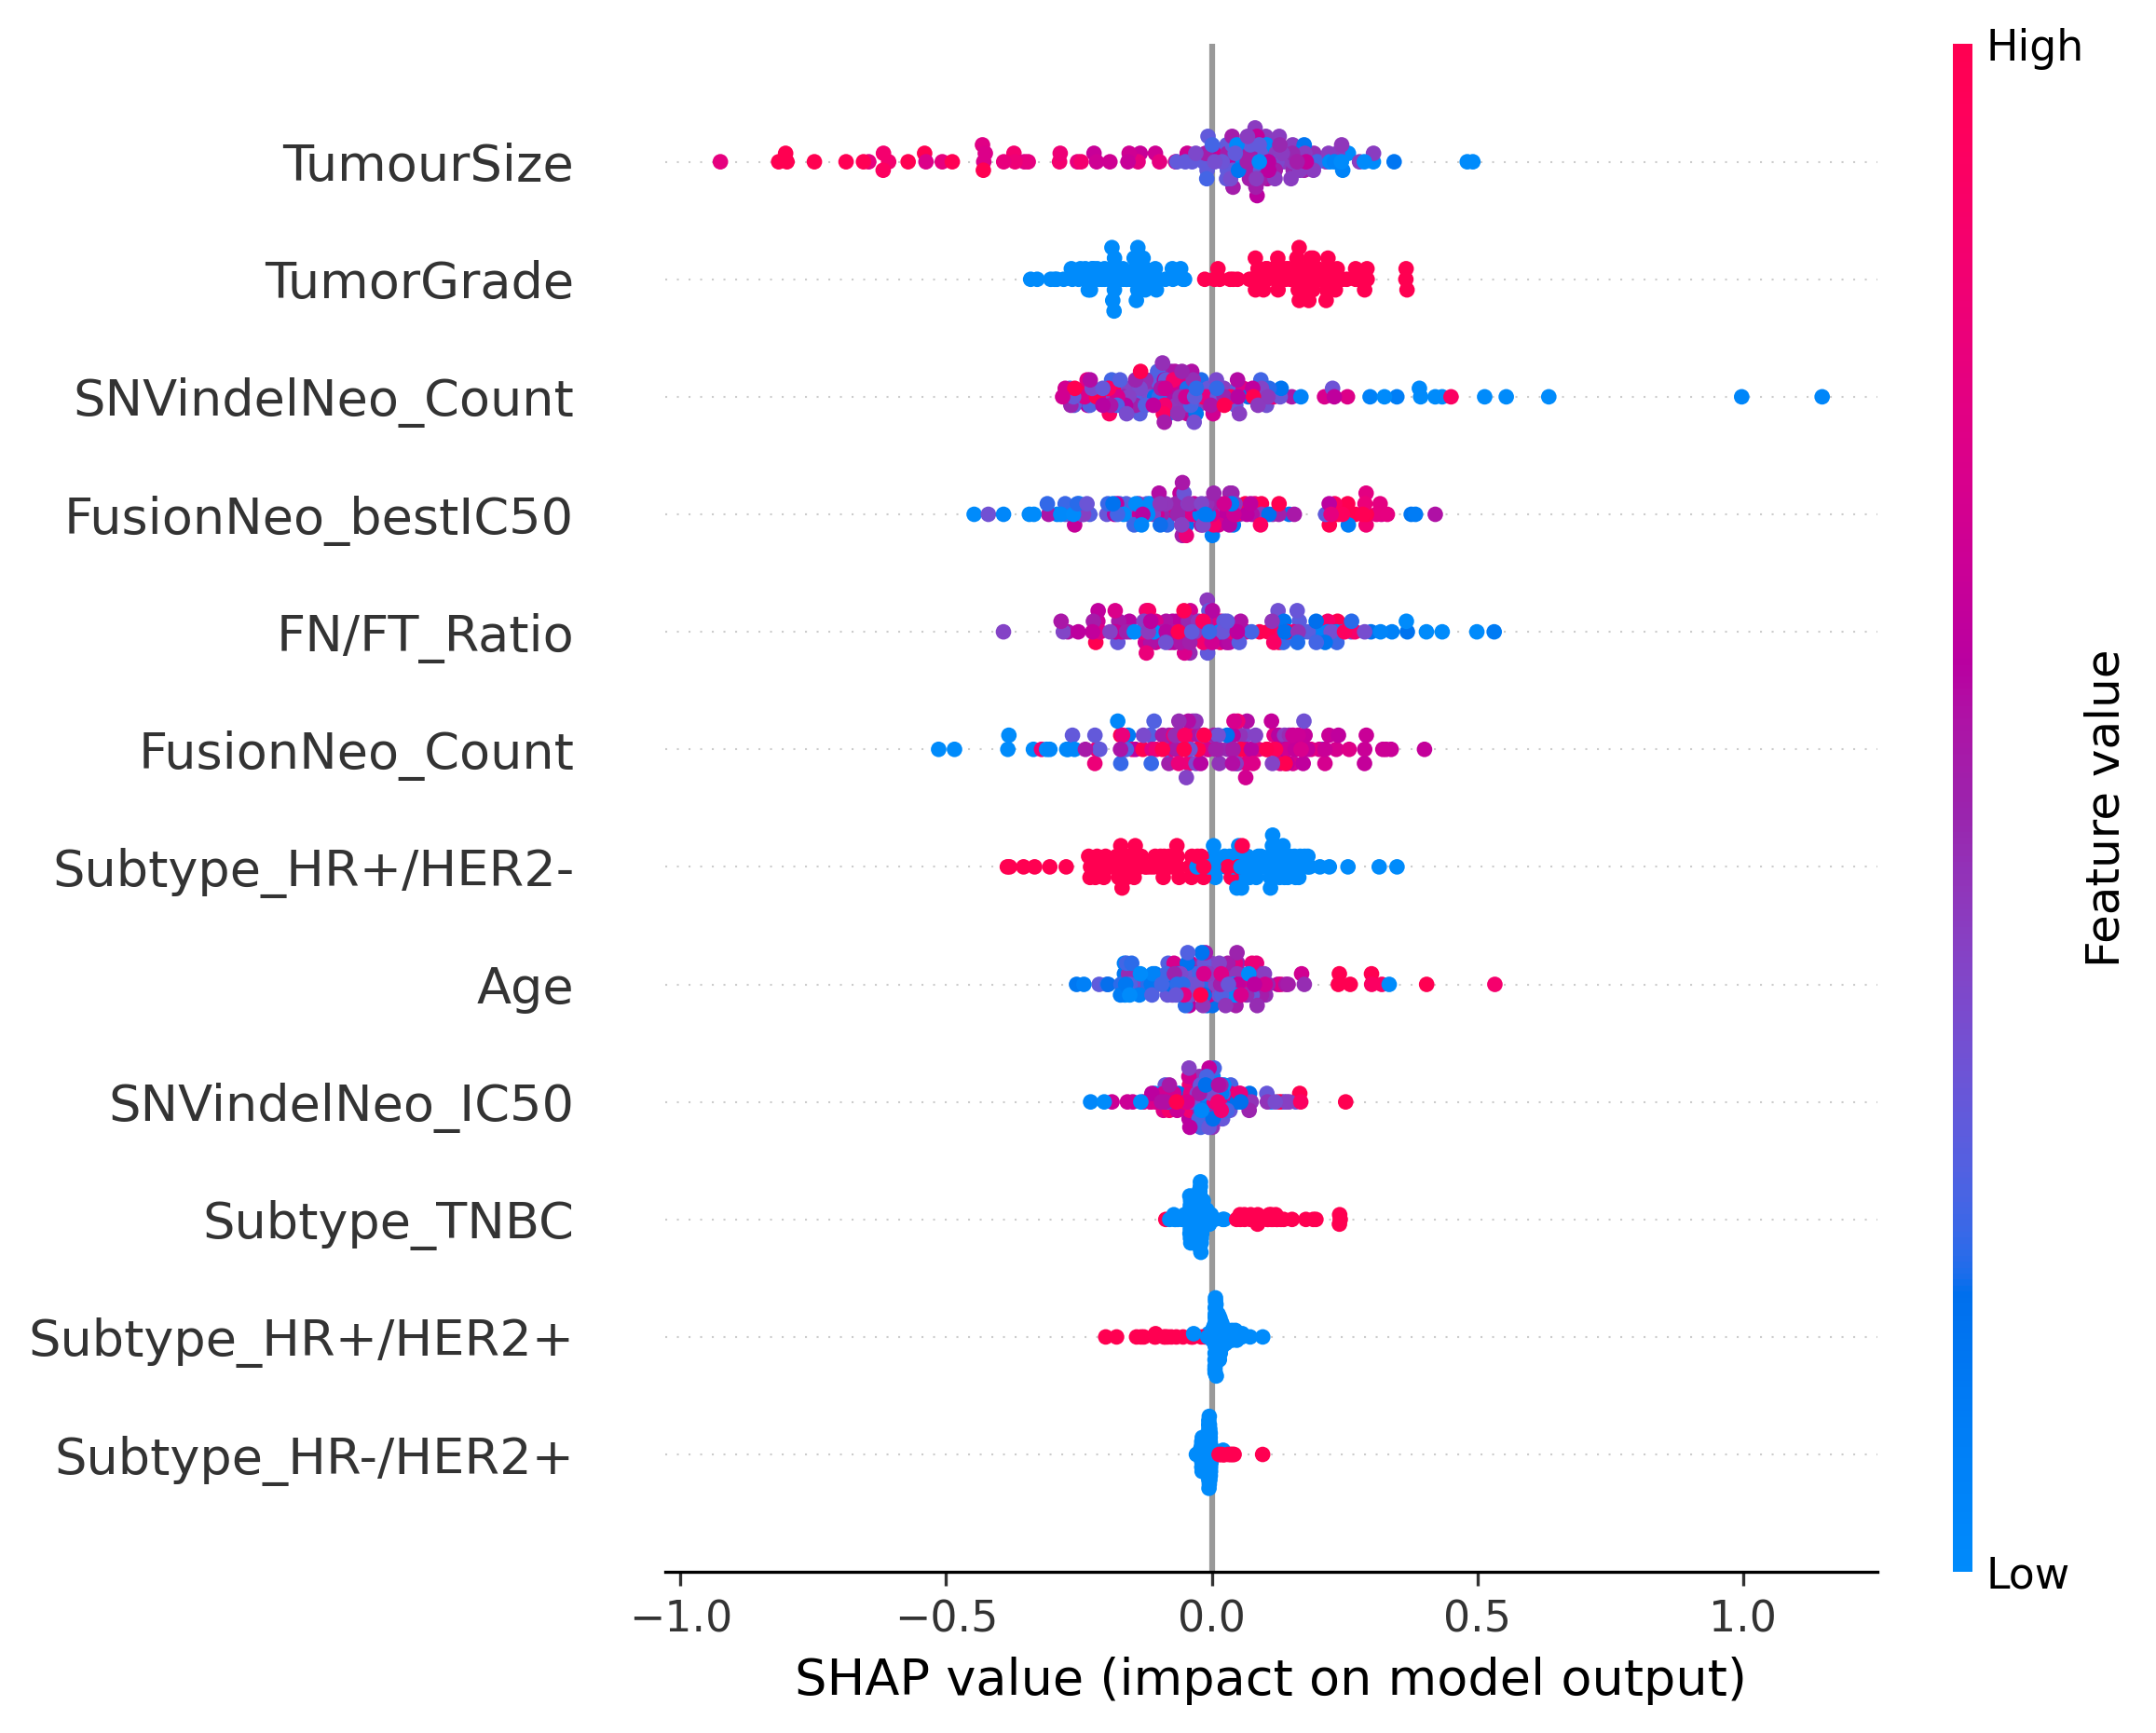 High
TumourSize
TumorGrade
SNVindelNeo_Count
FusionNeo_bestIC50
FN/FT_Ratio
FusionNeo_Count
Subtype_HR+/HER2-
Age
SNVindelNeo_IC50
Subtype_TNBC
Subtype_HR+/HER2+
Subtype_HR-/HER2+
Feature value
Low
−1.0 −0.5 0.0 0.5 1.0
SHAP value (impact on model output)